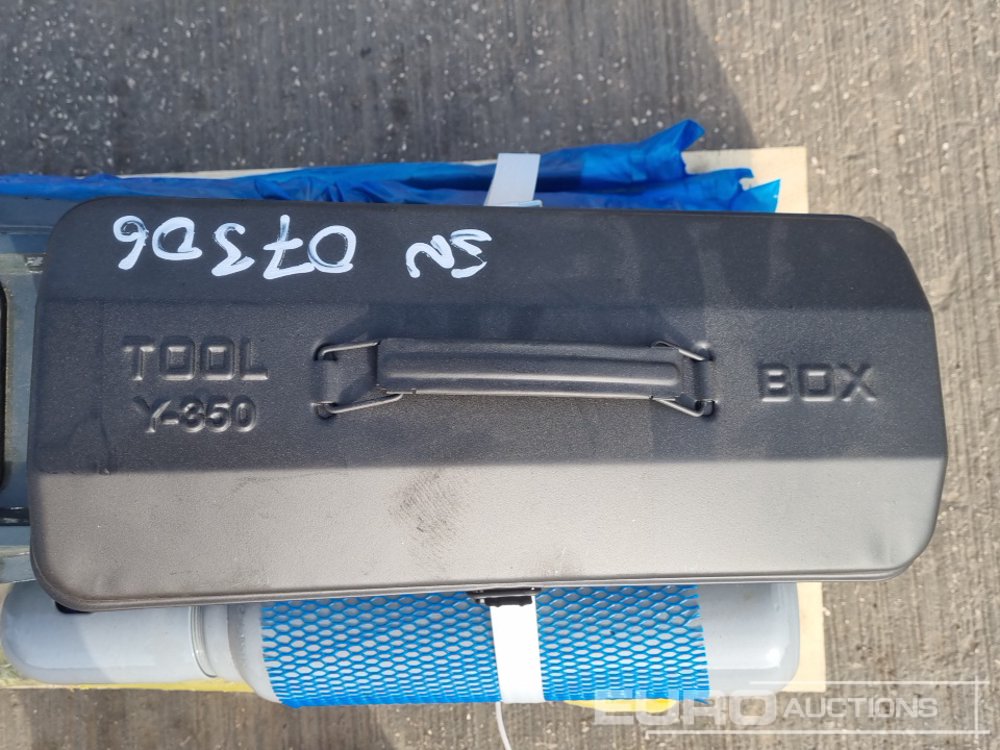 SN 07306
TOOL BOX
Y-350
EURO AUCTIONS